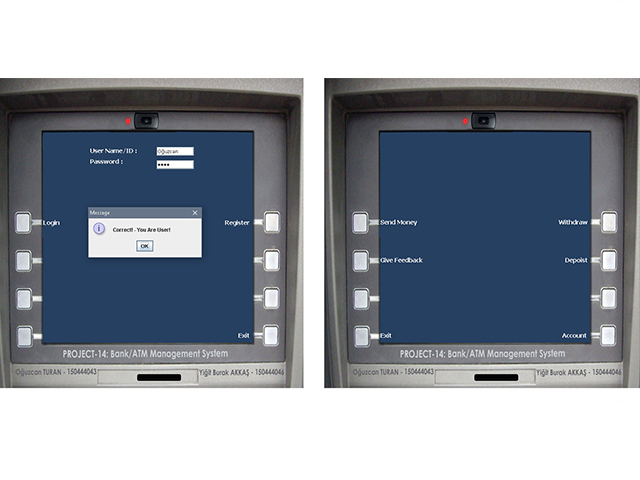 User Name/ID :
Oğuzcan
Password :
****
Login
Register
Message
Correct! - You Are User!
OK
Exit
PROJECT-14: Bank/ATM Management System
Oğuzcan TURAN - 150444043
Yiğit Burak AKKAŞ - 150444046
Send Money
Withdraw
Give Feedback
Depoist
Exit
Account
PROJECT-14: Bank/ATM Management System
Oğuzcan TURAN - 150444043
Yiğit Burak AKKAŞ - 150444046